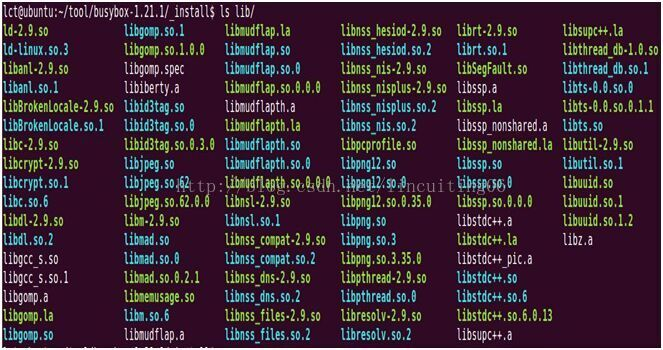 lct@ubuntu:~/tool/busybox-1.21.1/_install$ ls lib/
ld-2.9.so libgomp.so.1 libmudflap.la libnss_hesiod-2.9.so librt-2.9.so libsupc++.la
ld-linux.so.3 libgomp.so.1.0.0 libmudflap.so libnss_hesiod.so.2 librt.so.1 libthread_db-1.0.so
libanl-2.9.so libgomp.spec libmudflap.so.0 libnss_nis-2.9.so libSegFault.so libthread_db.so.1
libanl.so.1 libiberty.a libmudflap.so.0.0.0 libnss_nisplus-2.9.so libssp.a libts-0.0.so.0
libBrokenLocale-2.9.so libid3tag.so libmudflapth.a libnss_nisplus.so.2 libssp.la libts-0.0.so.0.1.1
libBrokenLocale.so.1 libid3tag.so.0 libmudflapth.la libnss_nis.so.2 libssp_nonshared.a libts.so
libc-2.9.so libid3tag.so.0.3.0 libmudflapth.so libpcprofile.so libssp_nonshared.la libutil-2.9.so
libcrypt-2.9.so libjpeg.so libmudflapth.so.0 libpng12.so libssp.so libutil.so.1
libcrypt.so.1 libjpeg.so.62 libmudflapth.so.0.0.0 libpng12.so.0 libssp.so.0 libuuid.so
libc.so.6 libjpeg.so.62.0.0 libnsl-2.9.so libpng12.so.0.35.0 libssp.so.0.0.0 libuuid.so.1
libdl-2.9.so libm-2.9.so libnsl.so.1 libpng.so libstdc++.a libuuid.so.1.2
libdl.so.2 libmad.so libnss_compat-2.9.so libpng.so.3 libstdc++.la libz.a
libgcc_s.so libmad.so.0 libnss_compat.so.2 libpng.so.3.35.0 libstdc++_pic.a
libgcc_s.so.1 libmad.so.0.2.1 libnss_dns-2.9.so libpthread-2.9.so libstdc++.so
libgomp.a libmemusage.so libnss_dns.so.2 libpthread.so.0 libstdc++.so.6
libgomp.la libm.so.6 libnss_files-2.9.so libresolv-2.9.so libstdc++.so.6.0.13
libgomp.so libmudflap.a libnss_files.so.2 libresolv.so.2 libsupc++.a